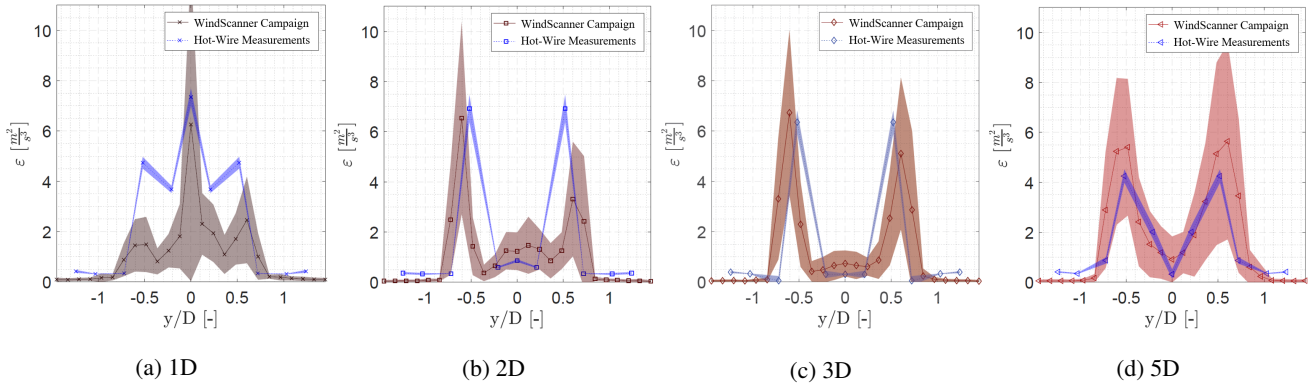 WindScanner Campaign
Hot-Wire Measurements
10
8
6
4
2
0
ε [m²/s³]
-1 -0.5 0 0.5 1
y/D [-]
(a) 1D
WindScanner Campaign
Hot-Wire Measurements
10
8
6
4
2
0
ε [m²/s³]
-1 -0.5 0 0.5 1
y/D [-]
(b) 2D
WindScanner Campaign
Hot-Wire Measurements
10
8
6
4
2
0
ε [m²/s³]
-1 -0.5 0 0.5 1
y/D [-]
(c) 3D
WindScanner Campaign
Hot-Wire Measurements
10
8
6
4
2
0
ε [m²/s³]
-1 -0.5 0 0.5 1
y/D [-]
(d) 5D